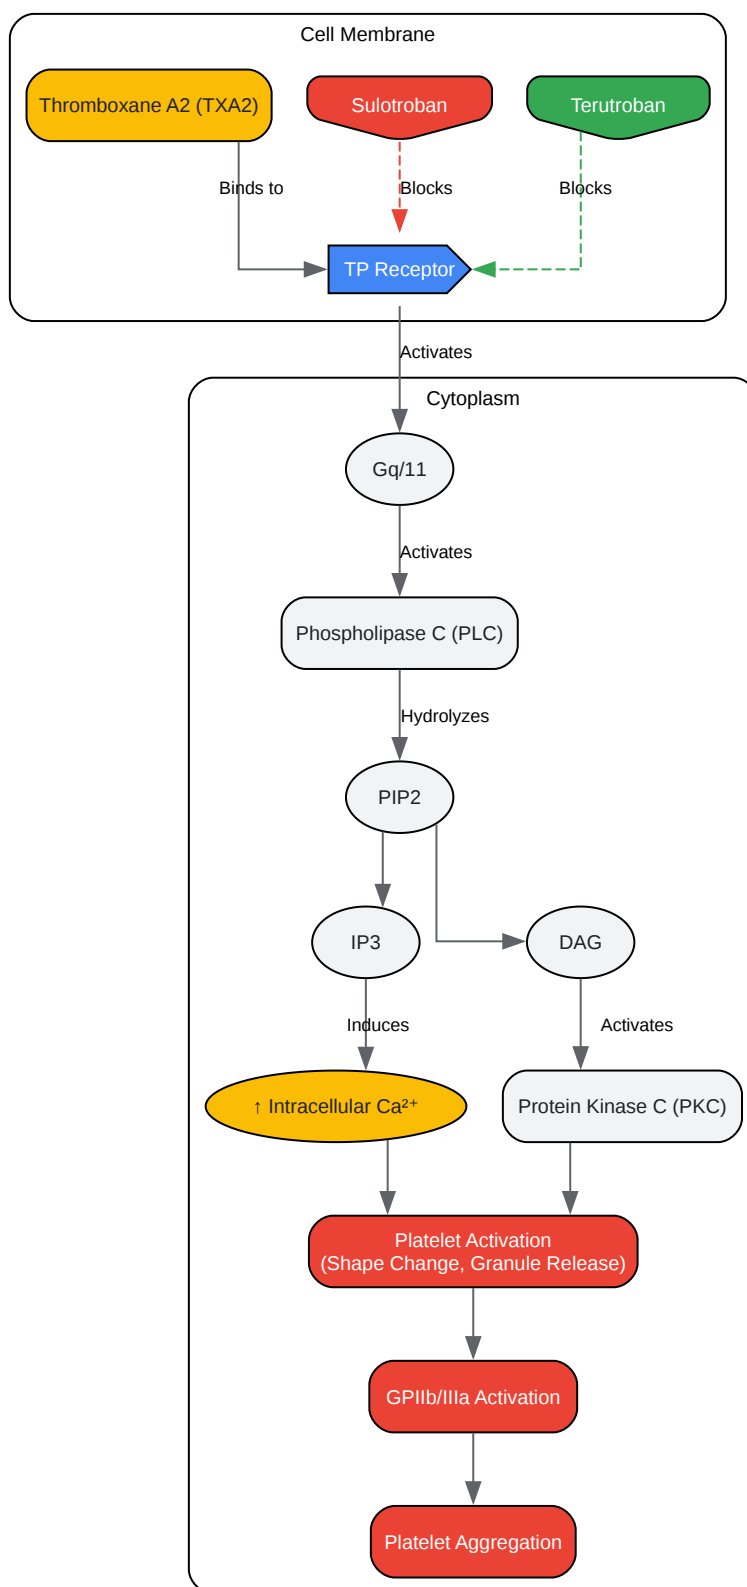 Cell Membrane
Thromboxane A2 (TXA2)
Sulotroban
Terutroban
Binds to
Blocks
Blocks
TP Receptor
Activates
Cytoplasm
Gq/11
Activates
Phospholipase C (PLC)
Hydrolyzes
PIP2
IP3
DAG
Induces
Activates
↑ Intracellular Ca²⁺
Protein Kinase C (PKC)
Platelet Activation
(Shape Change, Granule Release)
GPIIb/IIIa Activation
Platelet Aggregation